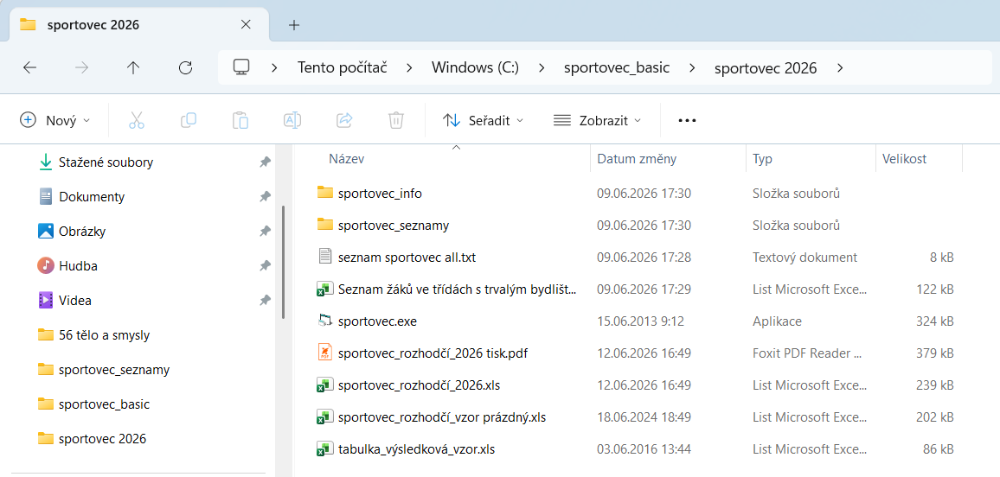 sportovec 2026
Tento počítač > Windows (C:) > sportovec_basic > sportovec 2026 >
Nový Seřadit Zobrazit
Stažené soubory
Dokumenty
Obrázky
Hudba
Videa
56 tělo a smysly
sportovec_seznamy
sportovec_basic
sportovec 2026
Název Datum změny Typ Velikost
sportovec_info 09.06.2026 17:30 Složka souborů
sportovec_seznamy 09.06.2026 17:30 Složka souborů
seznam sportovec all.txt 09.06.2026 17:28 Textový dokument 8 kB
Seznam žáků ve třídách s trvalým bydlišt... 09.06.2026 17:29 List Microsoft Exce... 122 kB
sportovec.exe 15.06.2013 9:12 Aplikace 324 kB
sportovec_rozhodčí_2026 tisk.pdf 12.06.2026 16:49 Foxit PDF Reader ... 379 kB
sportovec_rozhodčí_2026.xls 12.06.2026 16:49 List Microsoft Exce... 239 kB
sportovec_rozhodčí_vzor prázdný.xls 18.06.2024 18:49 List Microsoft Exce... 202 kB
tabulka_výsledková_vzor.xls 03.06.2016 13:44 List Microsoft Exce... 86 kB